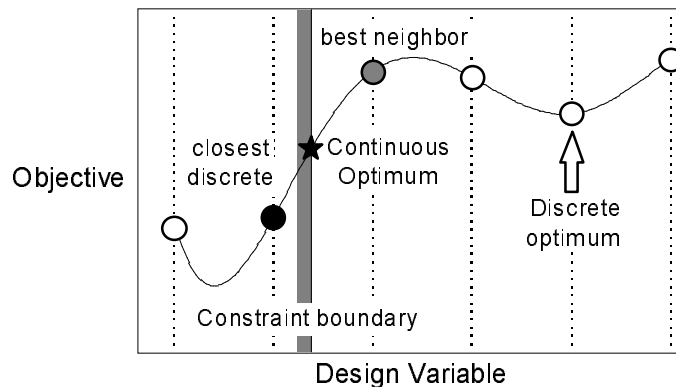 best neighbor
closest
discrete
Continuous
Optimum
Objective
Discrete
optimum
Constraint boundary
Design Variable